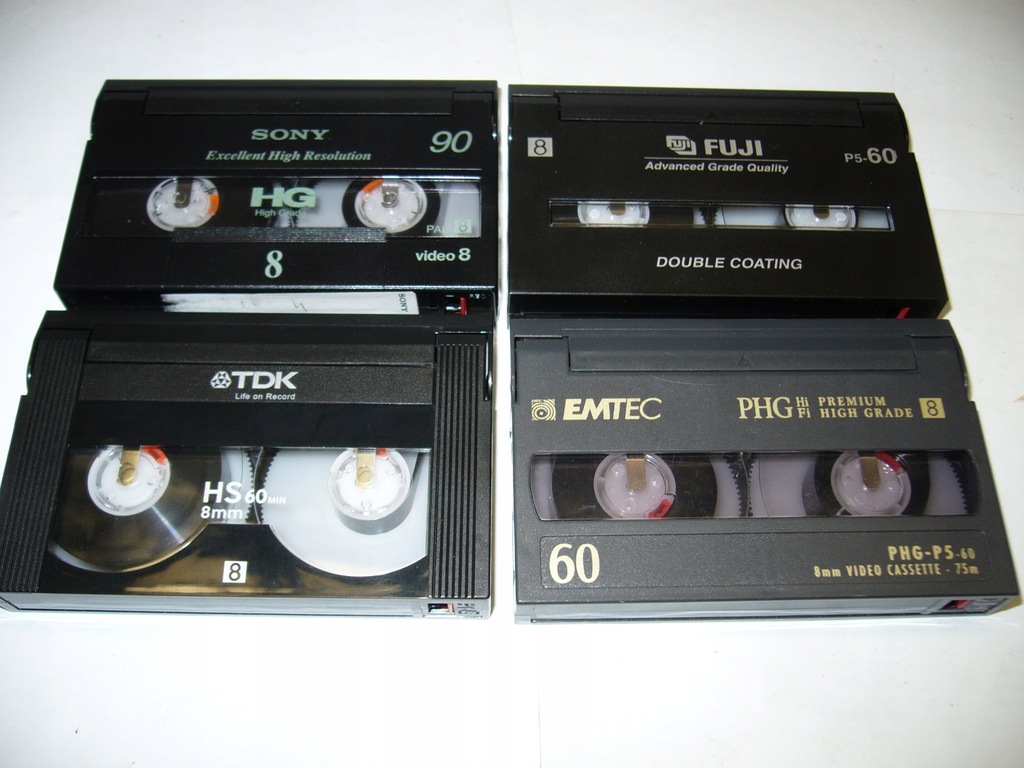 SONY
90
Excellent High Resolution
HG
High Grade
PAL 8
8
video 8
SONY
8
FUJI
P5-60
Advanced Grade Quality
DOUBLE COATING
TDK
Life on Record
HS 60 MIN
8mm
8
EMTEC
PHG Hi Fi PREMIUM HIGH GRADE 8
60
PHG-P5-60
8mm VIDEO CASSETTE - 75m